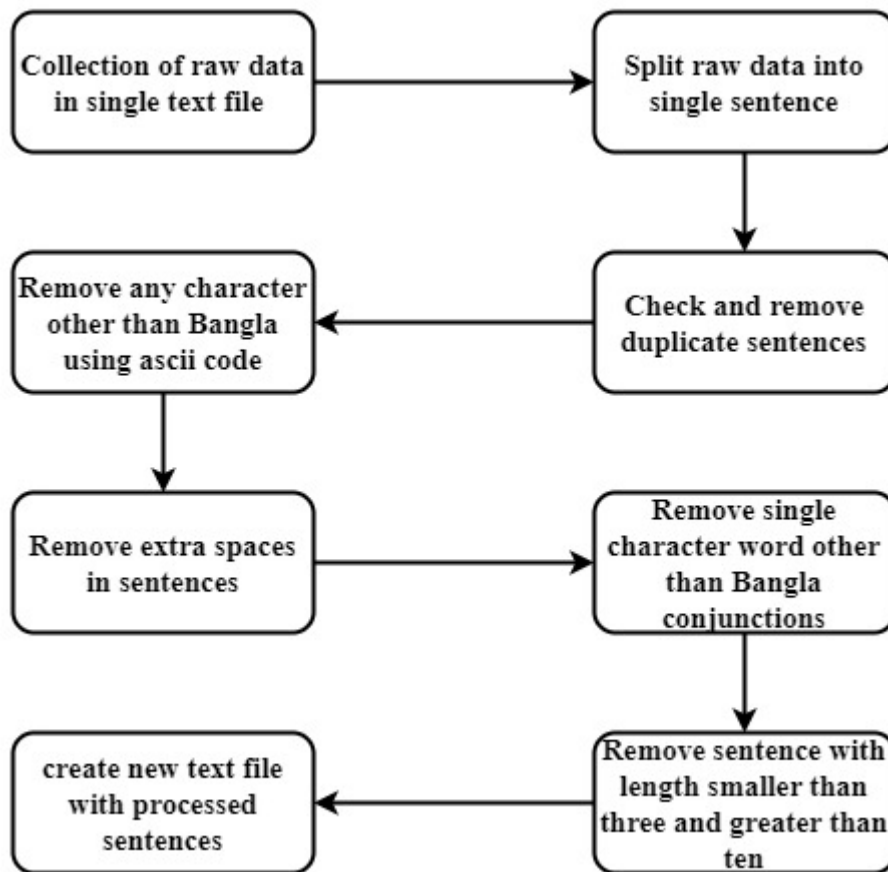 Collection of raw data
in single text file
Split raw data into
single sentence
Check and remove
duplicate sentences
Remove any character
other than Bangla
using ascii code
Remove extra spaces
in sentences
Remove single
character word other
than Bangla
conjunctions
Remove sentence with
length smaller than
three and greater than
ten
create new text file
with processed
sentences